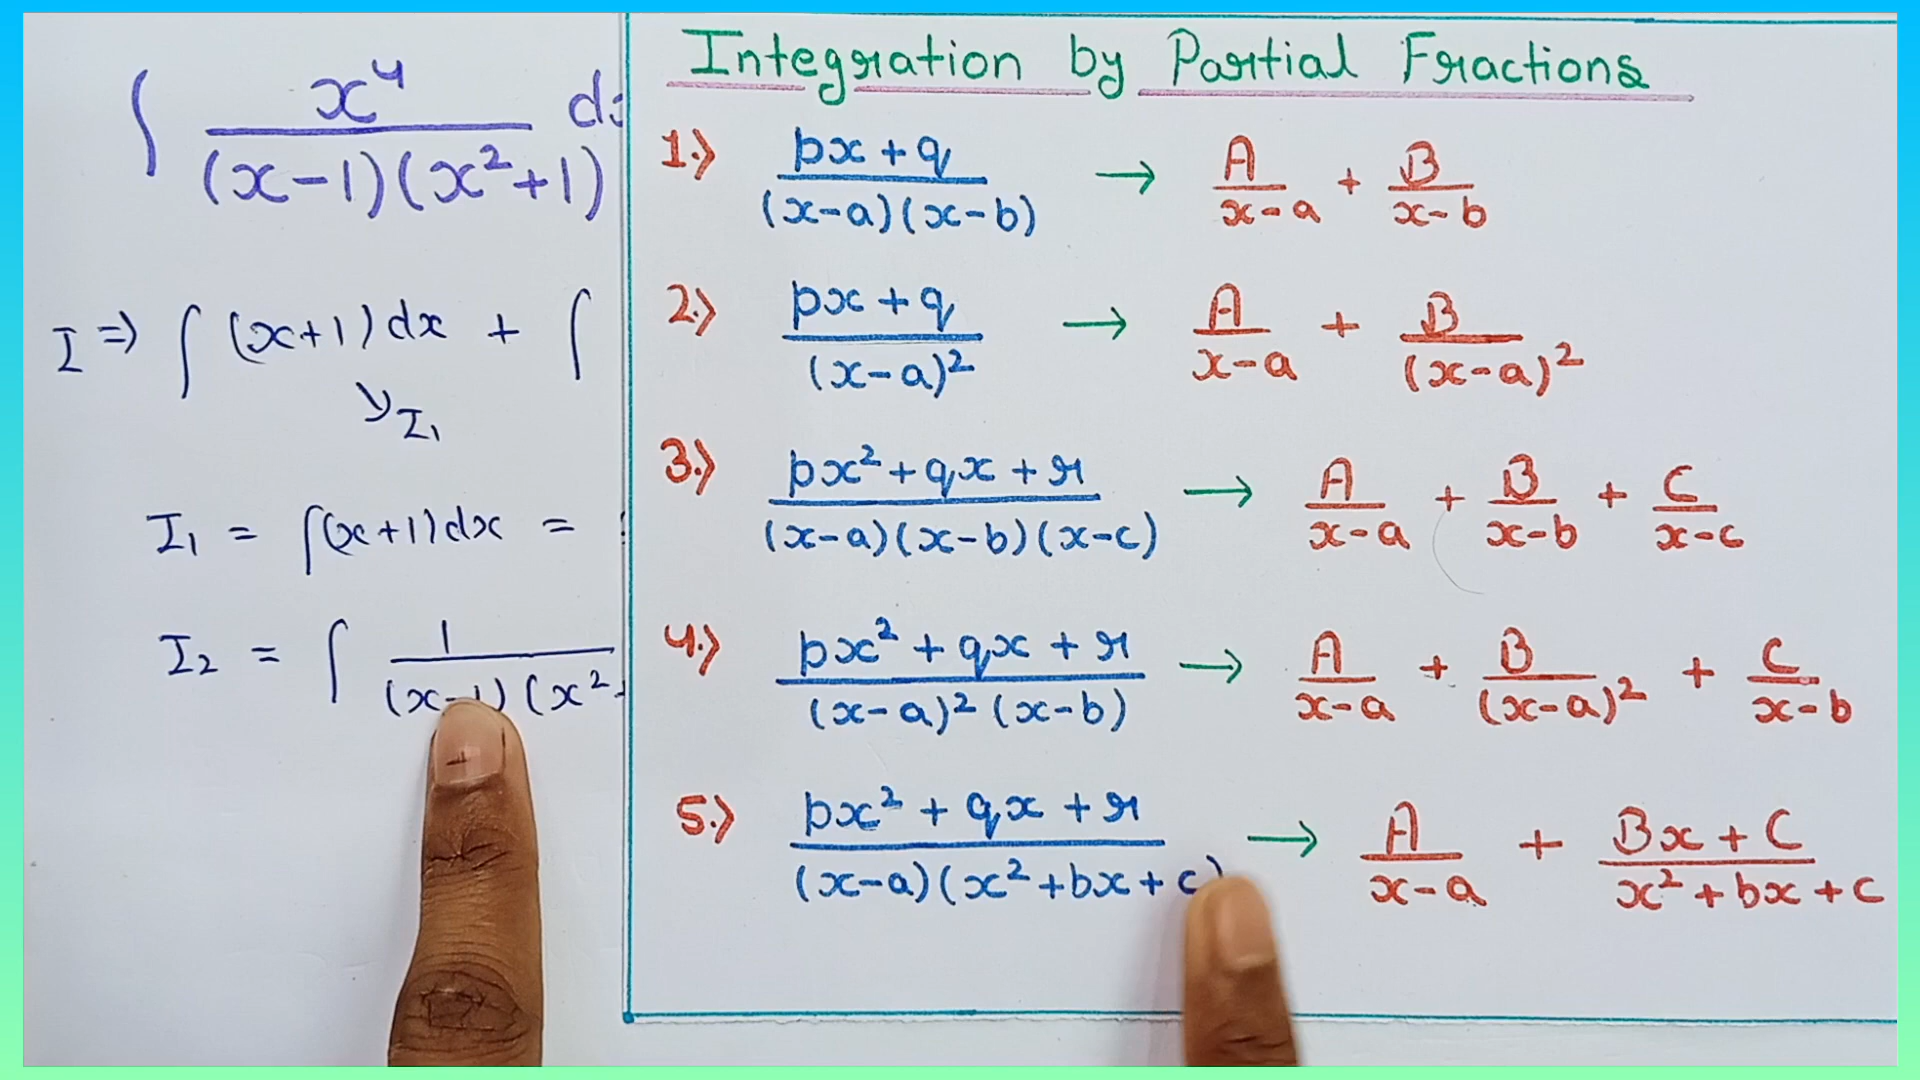 ∫ x⁴ / (x-1)(x²+1) d
I ⇒ ∫ (x+1) dx + ∫
I₁
I₁ = ∫(x+1)dx =
I₂ = ∫ 1 / (x-1)(x²
Integration by Partial Fractions
1.) px + q / (x-a)(x-b) → A / x-a + B / x-b
2.) px + q / (x-a)² → A / x-a + B / (x-a)²
3.) px² + qx + r / (x-a)(x-b)(x-c) → A / x-a + B / x-b + C / x-c
4.) px² + qx + r / (x-a)²(x-b) → A / x-a + B / (x-a)² + C / x-b
5.) px² + qx + r / (x-a)(x²+bx+c) → A / x-a + Bx + C / x² + bx + c